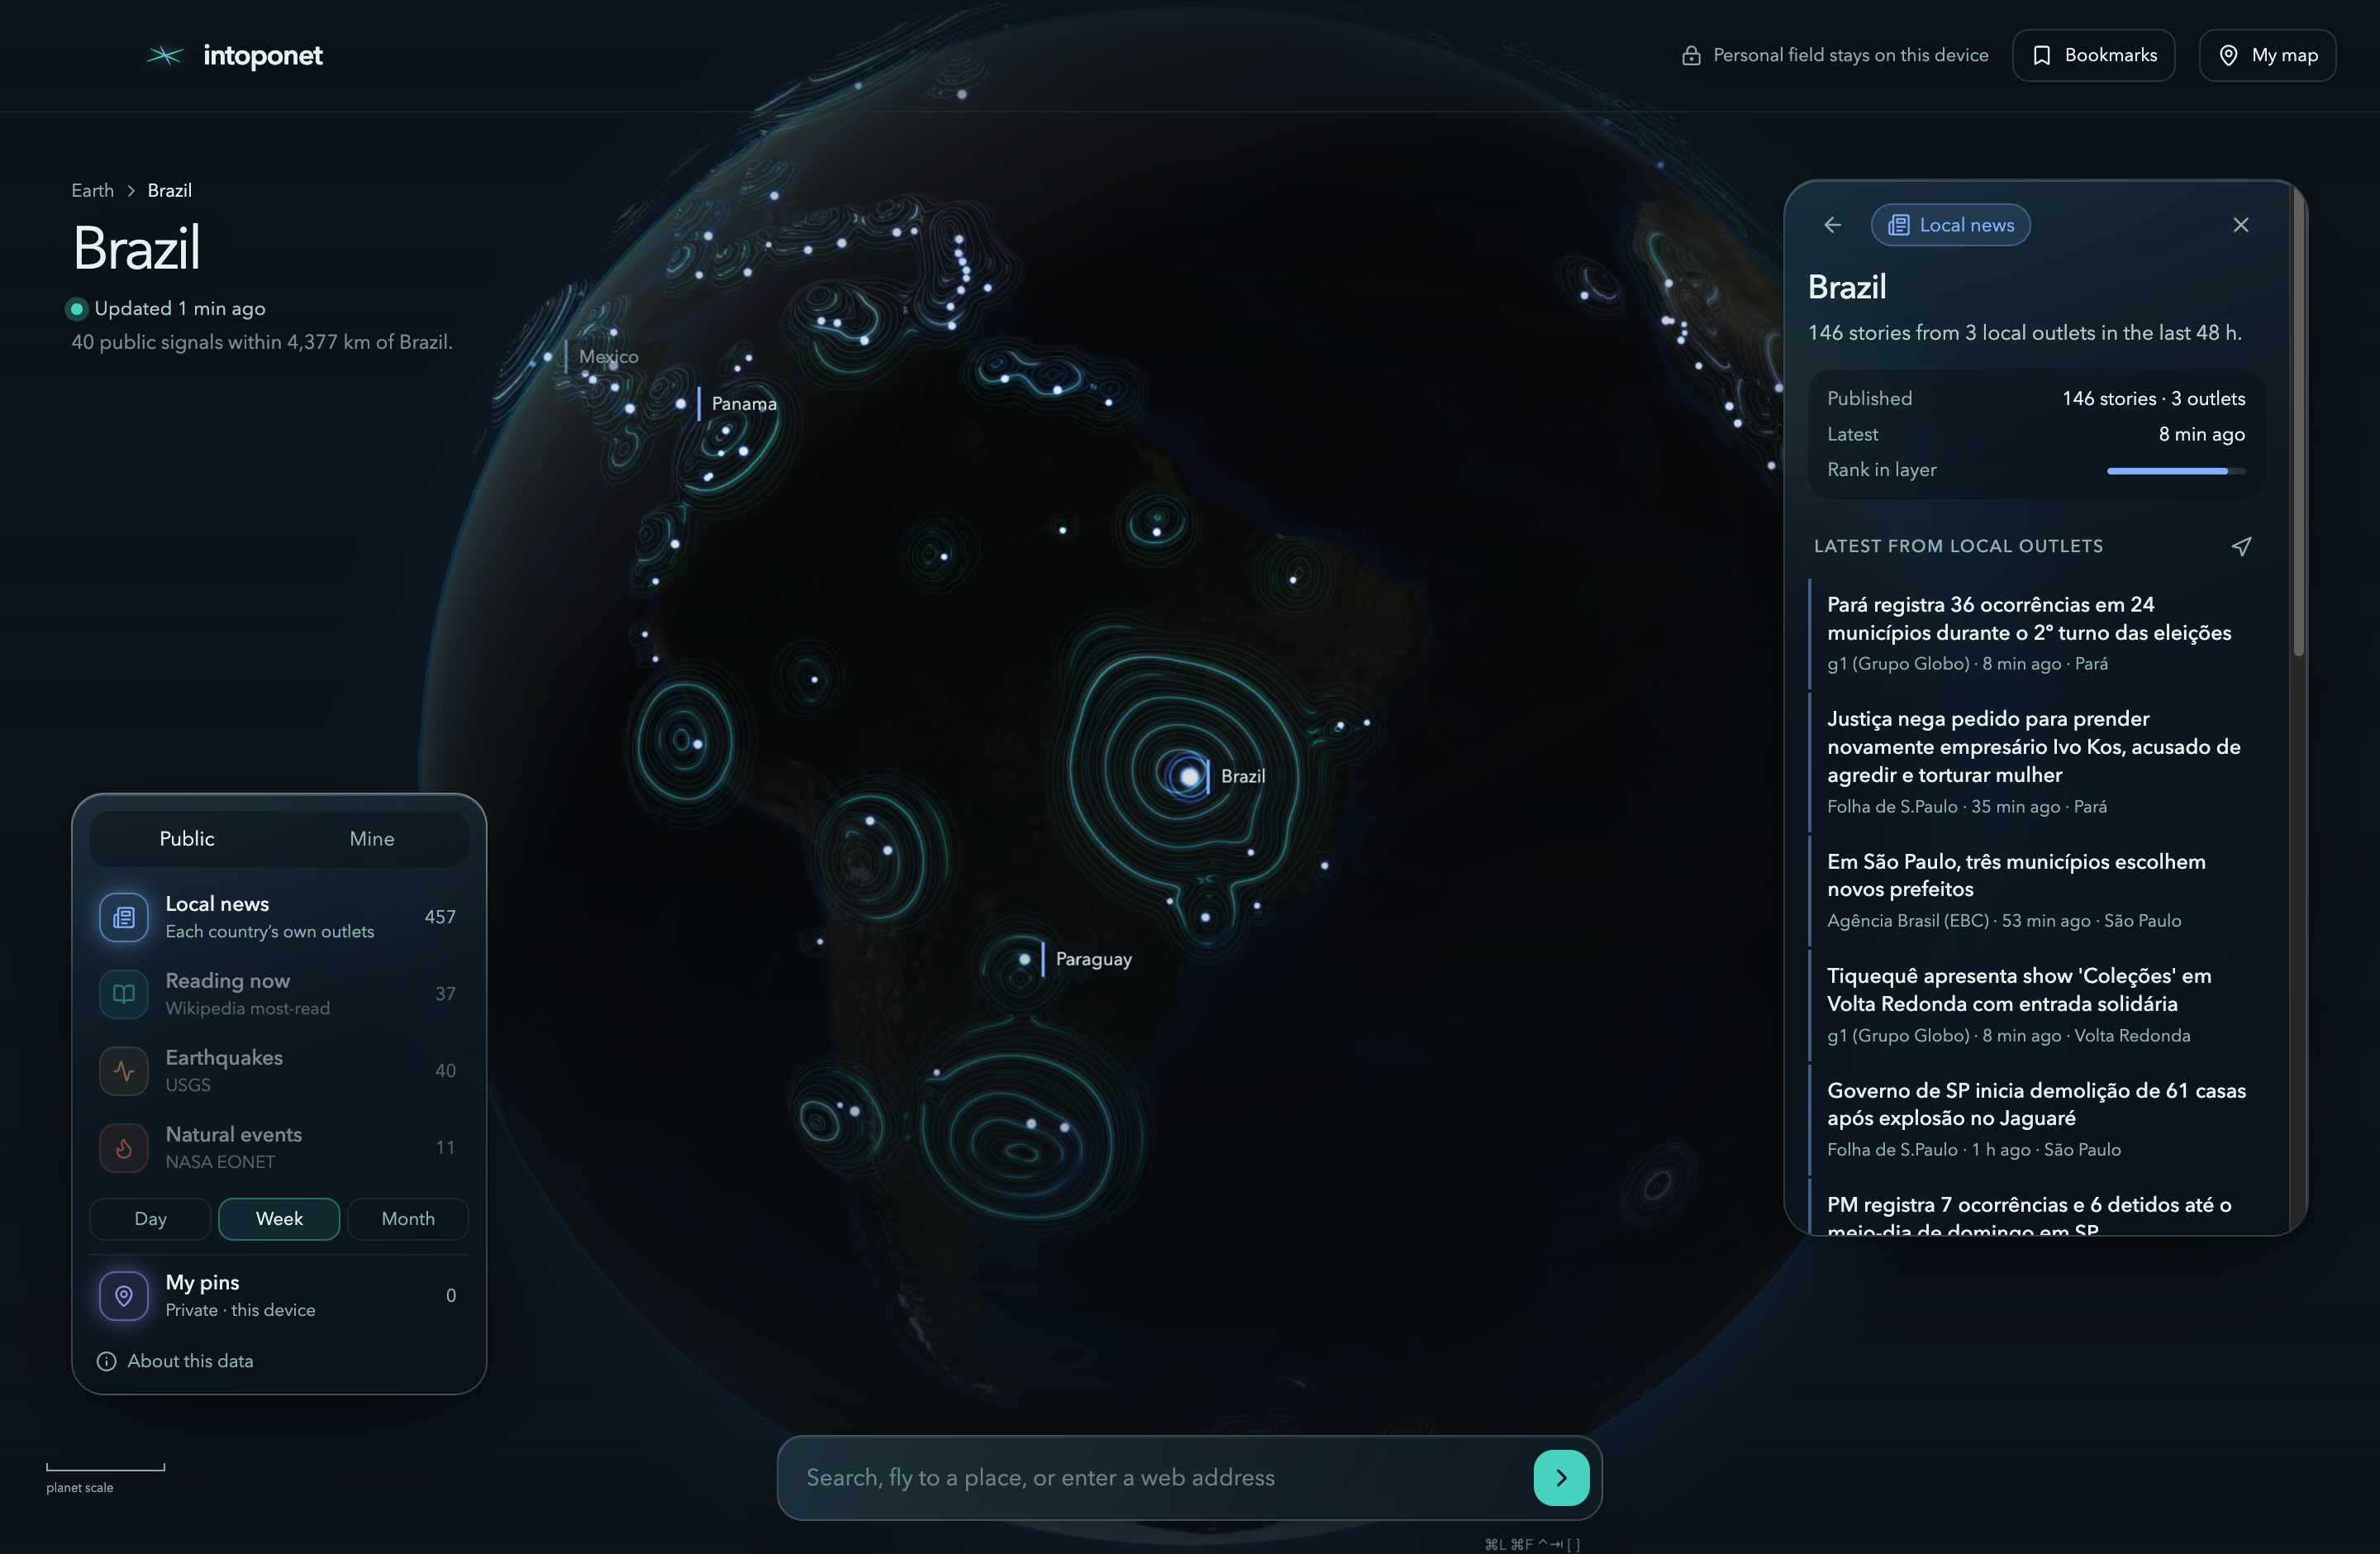 intoponet
Personal field stays on this device
Bookmarks
My map
Earth > Brazil
Brazil
Updated 1 min ago
40 public signals within 4,377 km of Brazil.
Mexico
Panama
Brazil
Paraguay
Public
Mine
Local news
457
Each country’s own outlets
Reading now
37
Wikipedia most-read
Earthquakes
40
USGS
Natural events
11
NASA EONET
Day
Week
Month
My pins
0
Private · this device
About this data
planet scale
Search, fly to a place, or enter a web address
⌘L ⌘F ^⇥ [ ]
Local news
Brazil
146 stories from 3 local outlets in the last 48 h.
Published
146 stories · 3 outlets
Latest
8 min ago
Rank in layer
LATEST FROM LOCAL OUTLETS
Pará registra 36 ocorrências em 24
municípios durante o 2º turno das eleições
g1 (Grupo Globo) · 8 min ago · Pará
Justiça nega pedido para prender
novamente empresário Ivo Kos, acusado de
agredir e torturar mulher
Folha de S.Paulo · 35 min ago · Pará
Em São Paulo, três municípios escolhem
novos prefeitos
Agência Brasil (EBC) · 53 min ago · São Paulo
Tiquequê apresenta show 'Coleções' em
Volta Redonda com entrada solidária
g1 (Grupo Globo) · 8 min ago · Volta Redonda
Governo de SP inicia demolição de 61 casas
após explosão no Jaguaré
Folha de S.Paulo · 1 h ago · São Paulo
PM registra 7 ocorrências e 6 detidos até o
meio-dia de domingo em SP